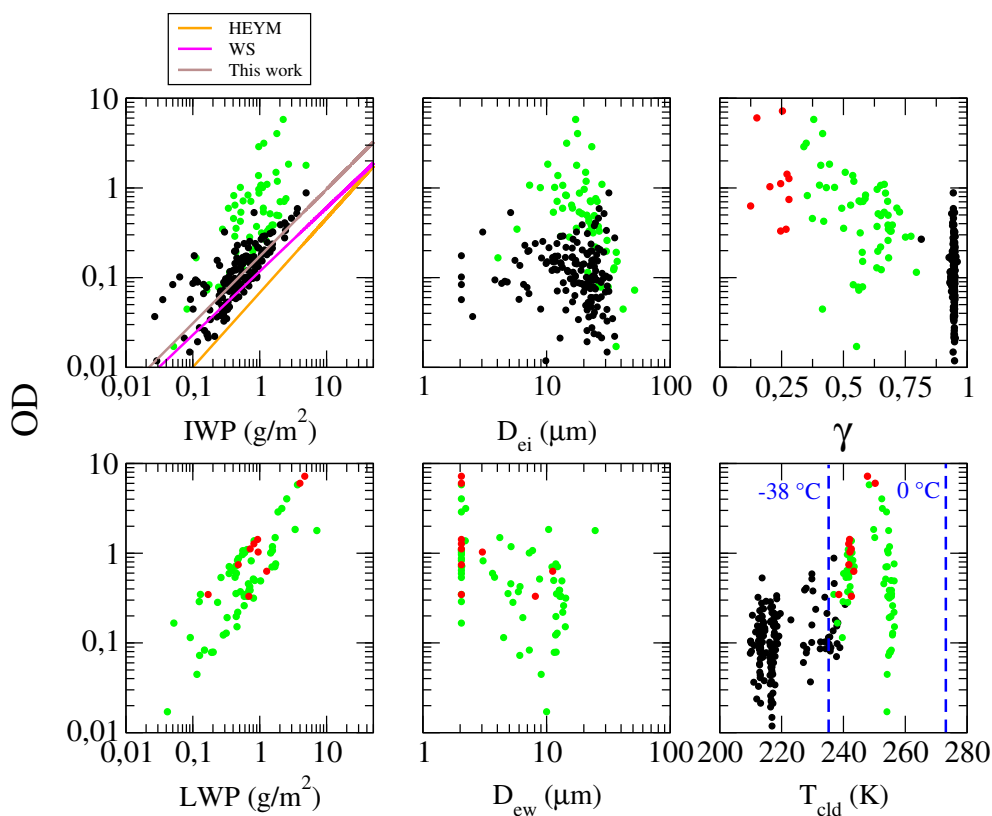 HEYM
WS
This work
10
1
0,1
0,01
0,01 0,1 1 10
IWP (g/m²)
1 10 100
D_ei (μm)
0 0,25 0,5 0,75 1
γ
OD
10
1
0,1
0,01
0,01 0,1 1 10
LWP (g/m²)
1 10 100
D_ew (μm)
-38 °C
0 °C
200 220 240 260 280
T_cld (K)